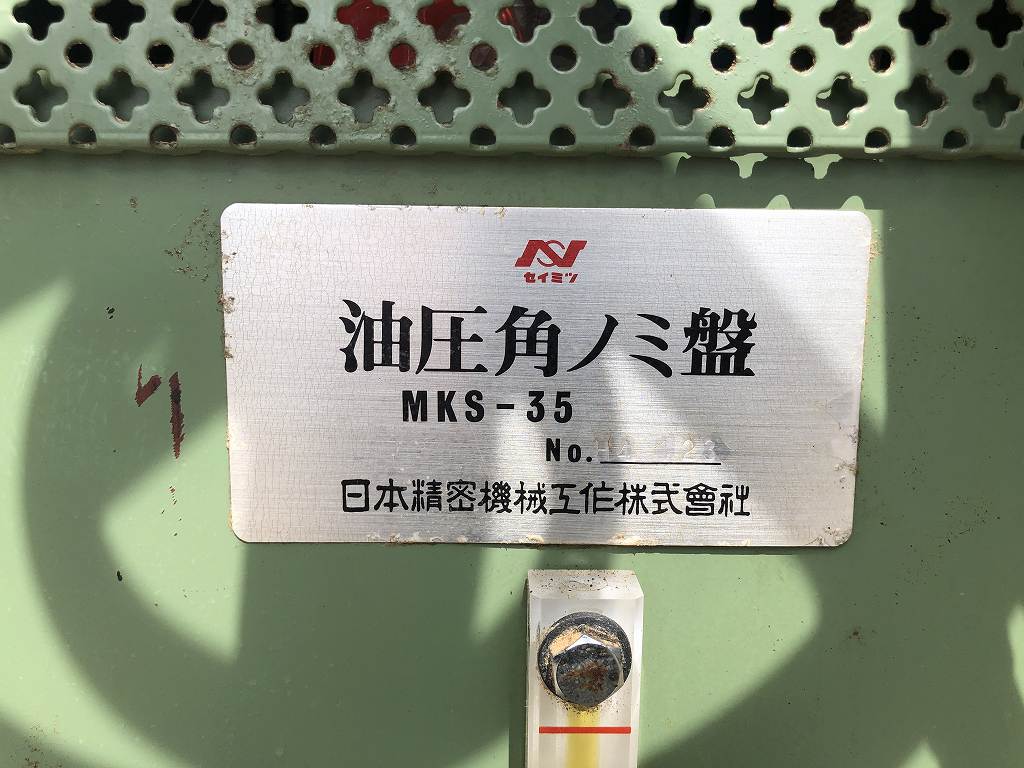 セイミツ
油圧角ノミ盤
MKS-35
No.
日本精密機械工作株式會社